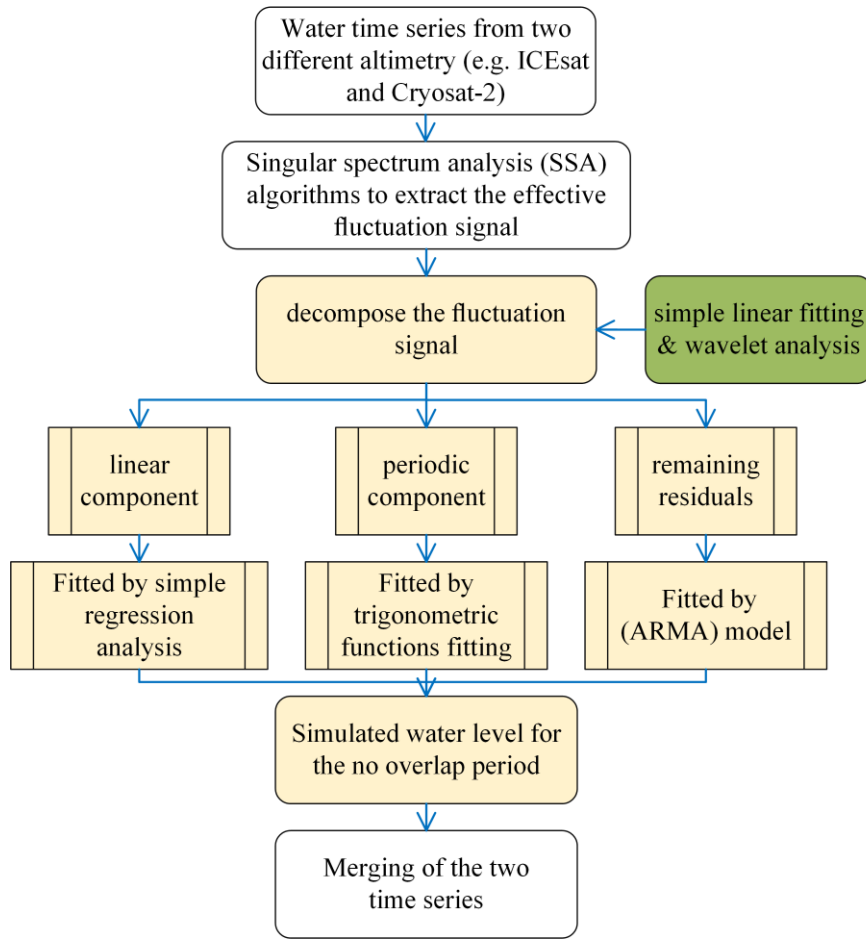 Water time series from two
different altimetry (e.g. ICEsat
and Cryosat-2)
Singular spectrum analysis (SSA)
algorithms to extract the effective
fluctuation signal
decompose the fluctuation
signal
simple linear fitting
& wavelet analysis
linear
component
periodic
component
remaining
residuals
Fitted by simple
regression
analysis
Fitted by
trigonometric
functions fitting
Fitted by
(ARMA) model
Simulated water level for
the no overlap period
Merging of the two
time series